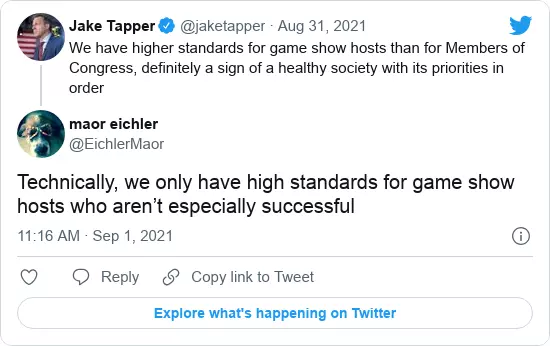 Jake Tapper @jaketapper · Aug 31, 2021
We have higher standards for game show hosts than for Members of
Congress, definitely a sign of a healthy society with its priorities in
order
maor eichler
@EichlerMaor
Technically, we only have high standards for game show
hosts who aren’t especially successful
11:16 AM · Sep 1, 2021
Reply Copy link to Tweet
Explore what's happening on Twitter